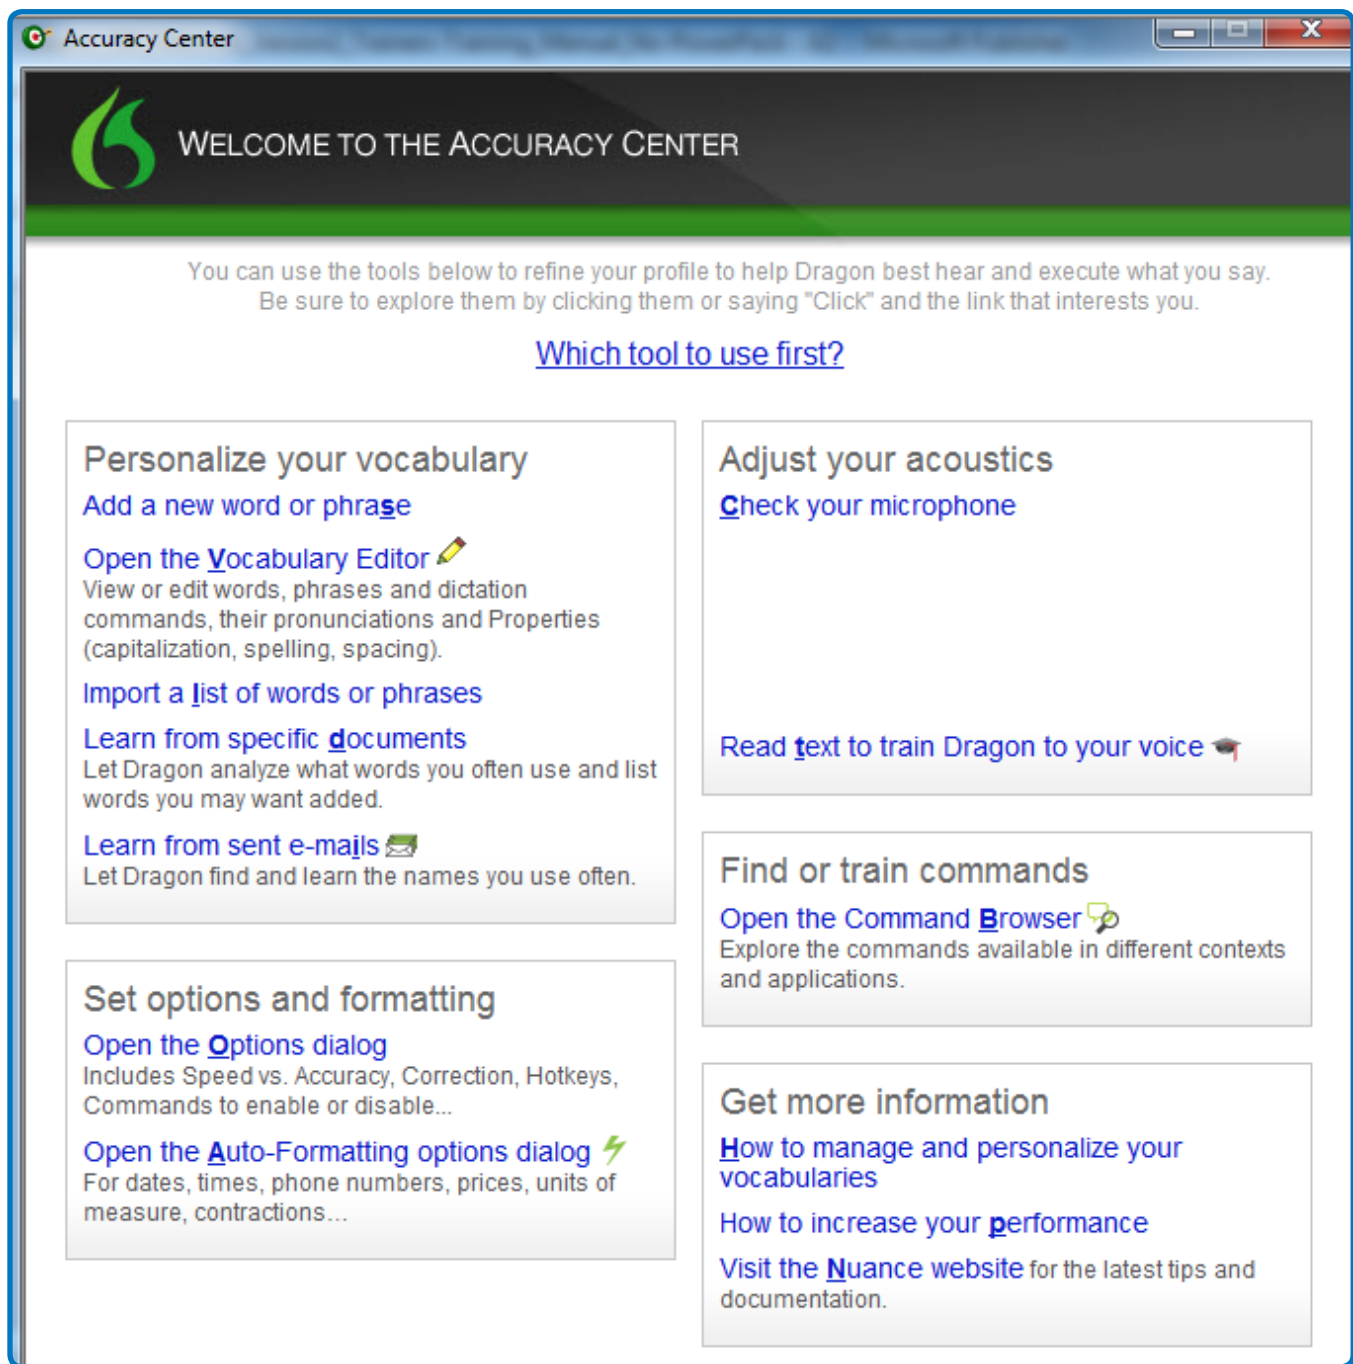 Accuracy Center
WELCOME TO THE ACCURACY CENTER
You can use the tools below to refine your profile to help Dragon best hear and execute what you say.
Be sure to explore them by clicking them or saying "Click" and the link that interests you.
Which tool to use first?
Personalize your vocabulary
Add a new word or phrase
Open the Vocabulary Editor
View or edit words, phrases and dictation
commands, their pronunciations and Properties
(capitalization, spelling, spacing).
Import a list of words or phrases
Learn from specific documents
Let Dragon analyze what words you often use and list
words you may want added.
Learn from sent e-mails
Let Dragon find and learn the names you use often.
Set options and formatting
Open the Options dialog
Includes Speed vs. Accuracy, Correction, Hotkeys,
Commands to enable or disable...
Open the Auto-Formatting options dialog
For dates, times, phone numbers, prices, units of
measure, contractions...
Adjust your acoustics
Check your microphone
Read text to train Dragon to your voice
Find or train commands
Open the Command Browser
Explore the commands available in different contexts
and applications.
Get more information
How to manage and personalize your
vocabularies
How to increase your performance
Visit the Nuance website for the latest tips and
documentation.